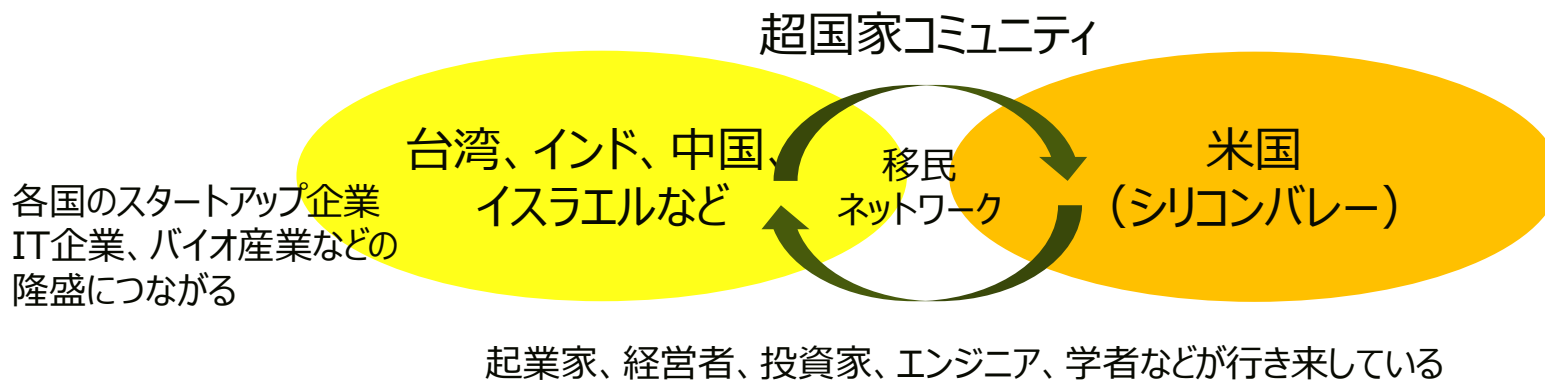 超国家コミュニティ
台湾、インド、中国、
イスラエルなど
移民
ネットワーク
米国
（シリコンバレー）
各国のスタートアップ企業
IT企業、バイオ産業などの
隆盛につながる
起業家、経営者、投資家、エンジニア、学者などが行き来している